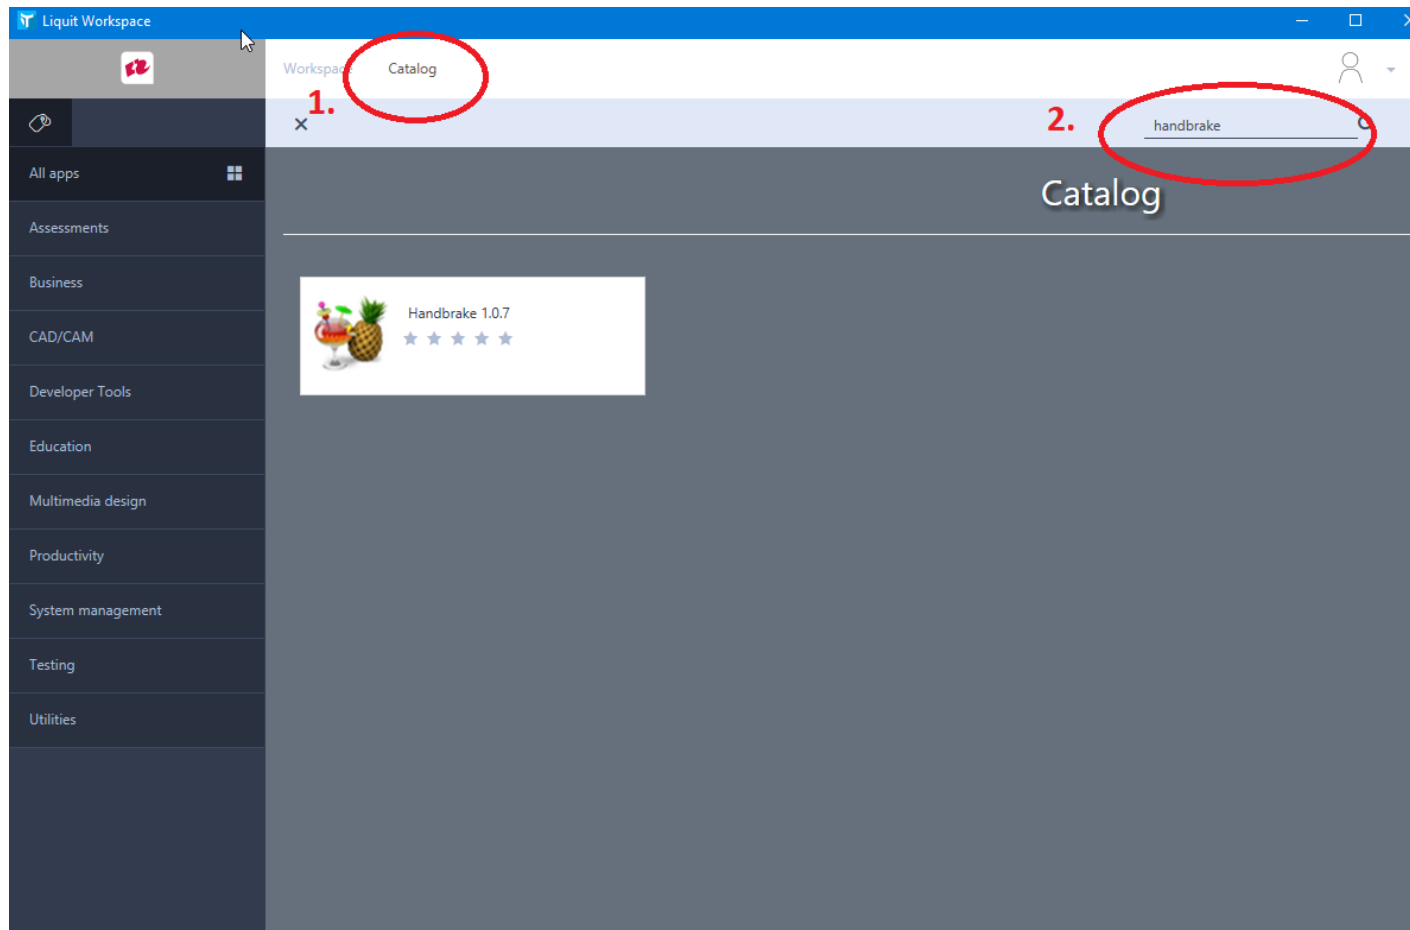 Liquit Workspace
Workspace Catalog
1.
2.
handbrake
All apps
Catalog
Assessments
Business
Handbrake 1.0.7
CAD/CAM
Developer Tools
Education
Multimedia design
Productivity
System management
Testing
Utilities